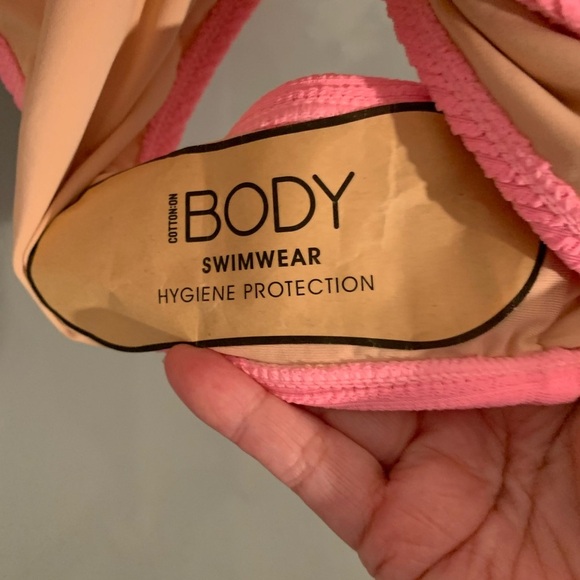 COTTON:ON
BODY
SWIMWEAR
HYGIENE PROTECTION